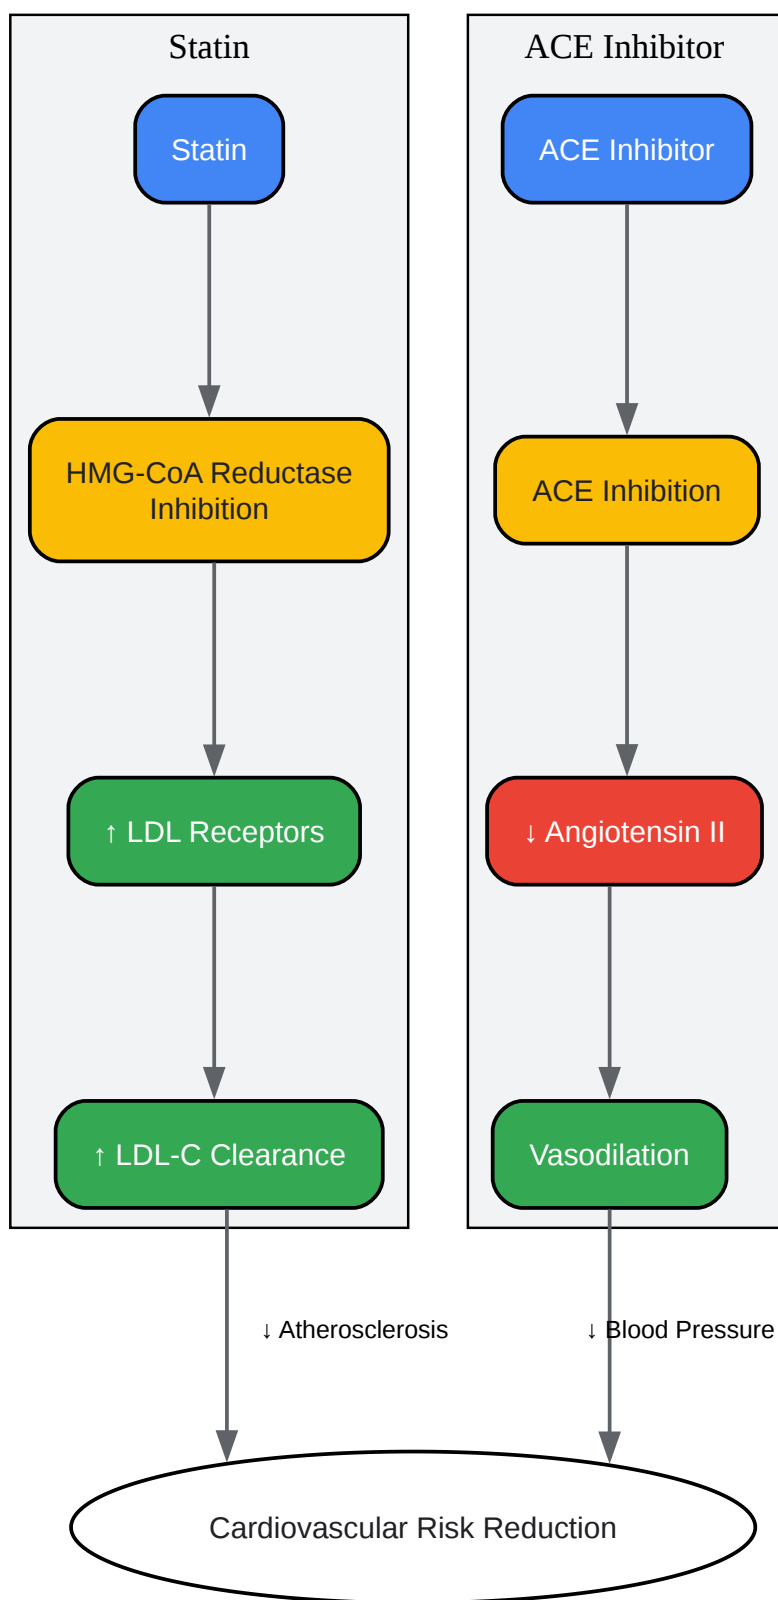 Statin
Statin
HMG-CoA Reductase
Inhibition
↑ LDL Receptors
↑ LDL-C Clearance
↓ Atherosclerosis
ACE Inhibitor
ACE Inhibitor
ACE Inhibition
↓ Angiotensin II
Vasodilation
↓ Blood Pressure
Cardiovascular Risk Reduction